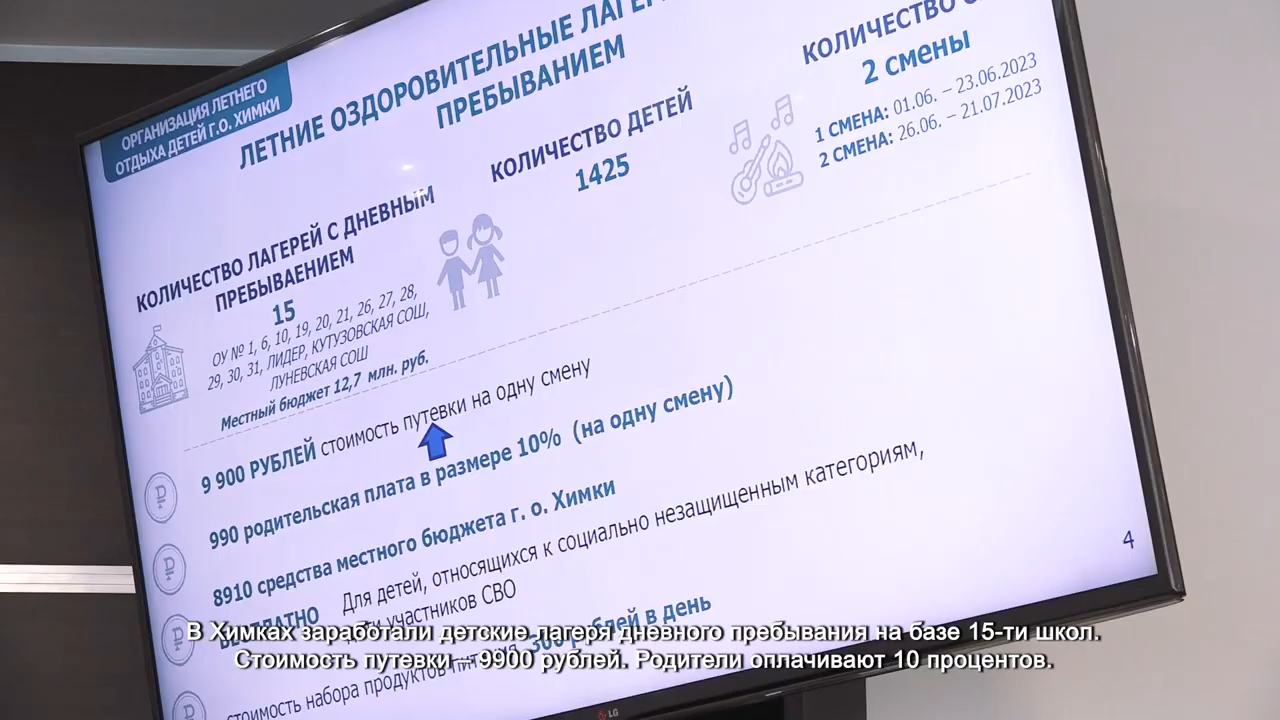 ОРГАНИЗАЦИЯ ЛЕТНЕГО
ОТДЫХА ДЕТЕЙ Г.О. ХИМКИ
ЛЕТНИЕ ОЗДОРОВИТЕЛЬНЫЕ
ПРЕБЫВАНИЕМ
КОЛИЧЕСТВО ЛАГЕРЕЙ С ДНЕВНЫМ
ПРЕБЫВАЕНИЕМ
15
ОУ № 1, 6, 10, 19, 20, 21, 26, 27, 28,
29, 30, 31, ЛИДЕР, КУТУЗОВСКАЯ СОШ,
ЛУНЕВСКАЯ СОШ
Местный бюджет 12,7 млн. руб.
КОЛИЧЕСТВО ДЕТЕЙ
1425
КОЛИЧЕСТВО
2 смены
1 СМЕНА: 01.06. – 23.06.2023
2 СМЕНА: 26.06. – 21.07.2023
9 900 РУБЛЕЙ стоимость путевки на одну смену
990 родительская плата в размере 10% (на одну смену)
8910 средства местного бюджета г. о. Химки
БЕСПЛАТНО Для детей, относящихся к социально незащищенным категориям,
участников СВО
стоимость набора продуктов питания 300 рублей в день
4
LG
В Химках заработали детские лагеря дневного пребывания на базе 15-ти школ.
Стоимость путевки – 9900 рублей. Родители оплачивают 10 процентов.